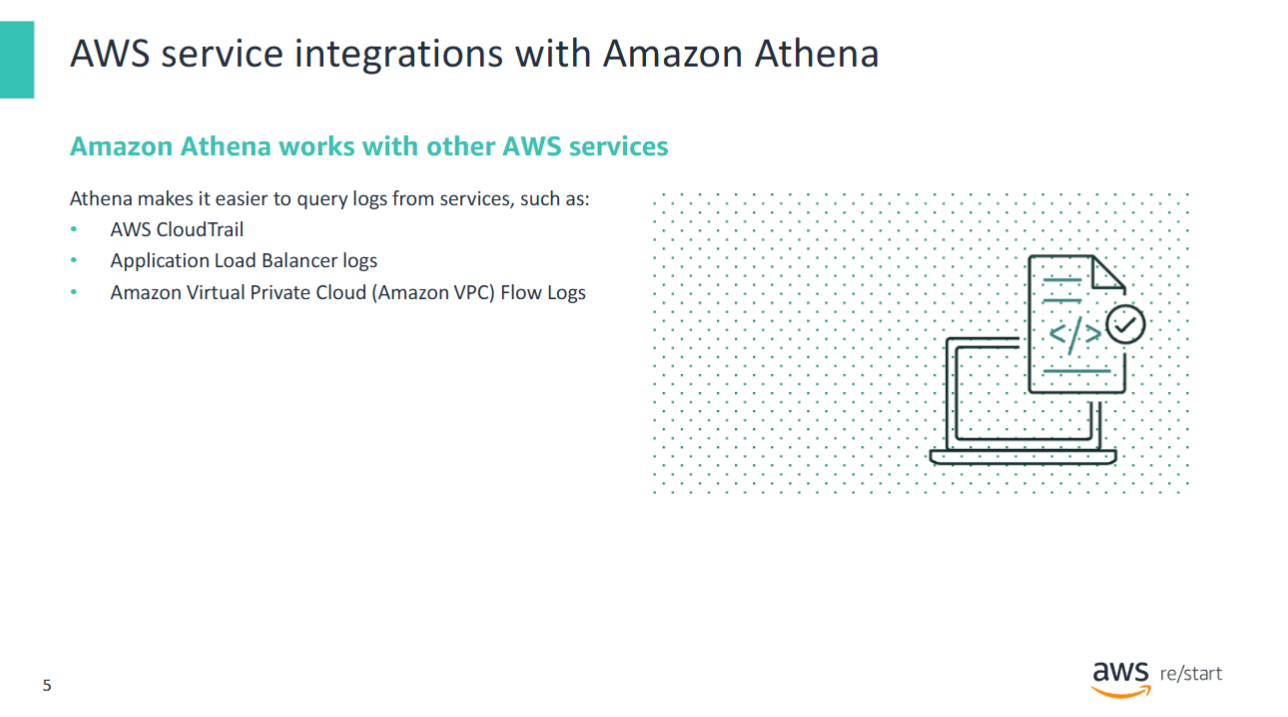 AWS service integrations with Amazon Athena
Amazon Athena works with other AWS services
Athena makes it easier to query logs from services, such as:
• AWS CloudTrail
• Application Load Balancer logs
• Amazon Virtual Private Cloud (Amazon VPC) Flow Logs
</>
5
aws re/start